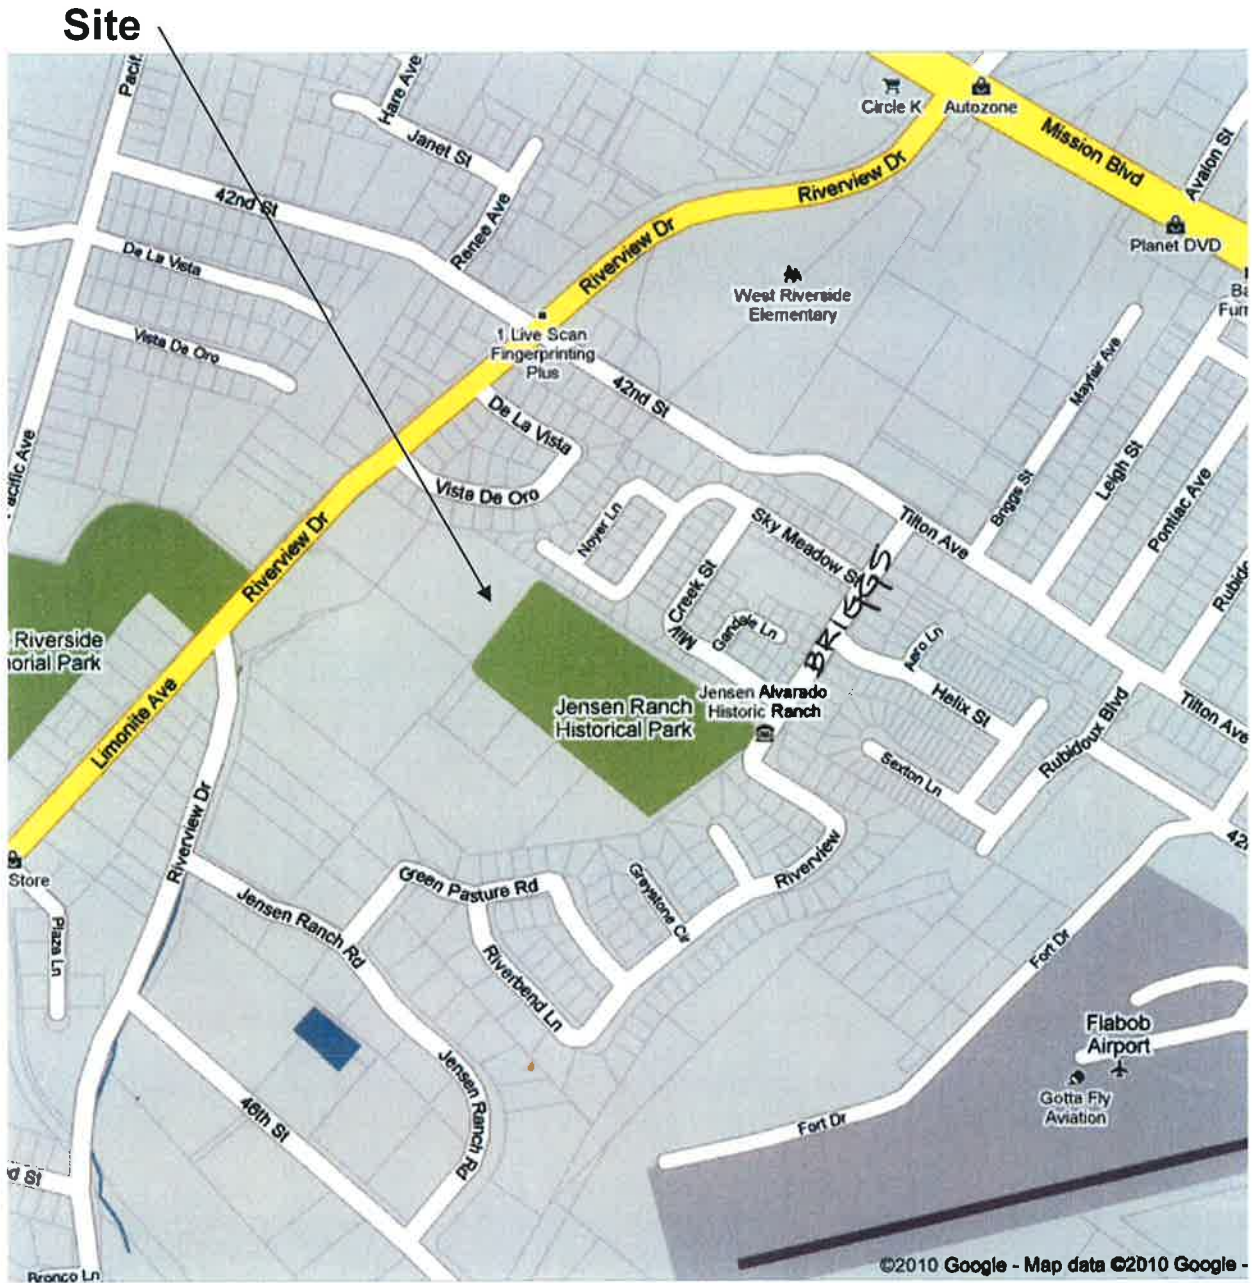 Site
Hare Ave
Janet St
Circle K
Autozone
Mission Blvd
Avalon St
Riverview Dr
42nd St
Renee Ave
Riverview Dr
Planet DVD
De La Vista
West Riverside
Elementary
1 Live Scan
Fingerprinting
Plus
Vista De Oro
42nd St
Mayfair Ave
De La Vista
Vista De Oro
Leigh St
Briggs St
Pontiac Ave
Noyer Ln
Sky Meadow St
Tilton Ave
BRIGGS
Riverview Dr
Creek St
Gandale Ln
Aero Ln
Riverside
Jensen Ranch
Historical Park
Jensen Alvarado
Historic Ranch
Helix St
Rubidoux Blvd
Tilton Ave
Limonite Ave
Sexton Ln
Riverview Dr
Store
Green Pasture Rd
Greystone Cir
Riverview
Jensen Ranch Rd
Plaza Ln
Riverbend Ln
Fort Dr
Flabob
Airport
Gotta Fly
Aviation
Jensen Ranch Rd
46th St
Fort Dr
Bronco Ln
©2010 Google - Map data ©2010 Google -